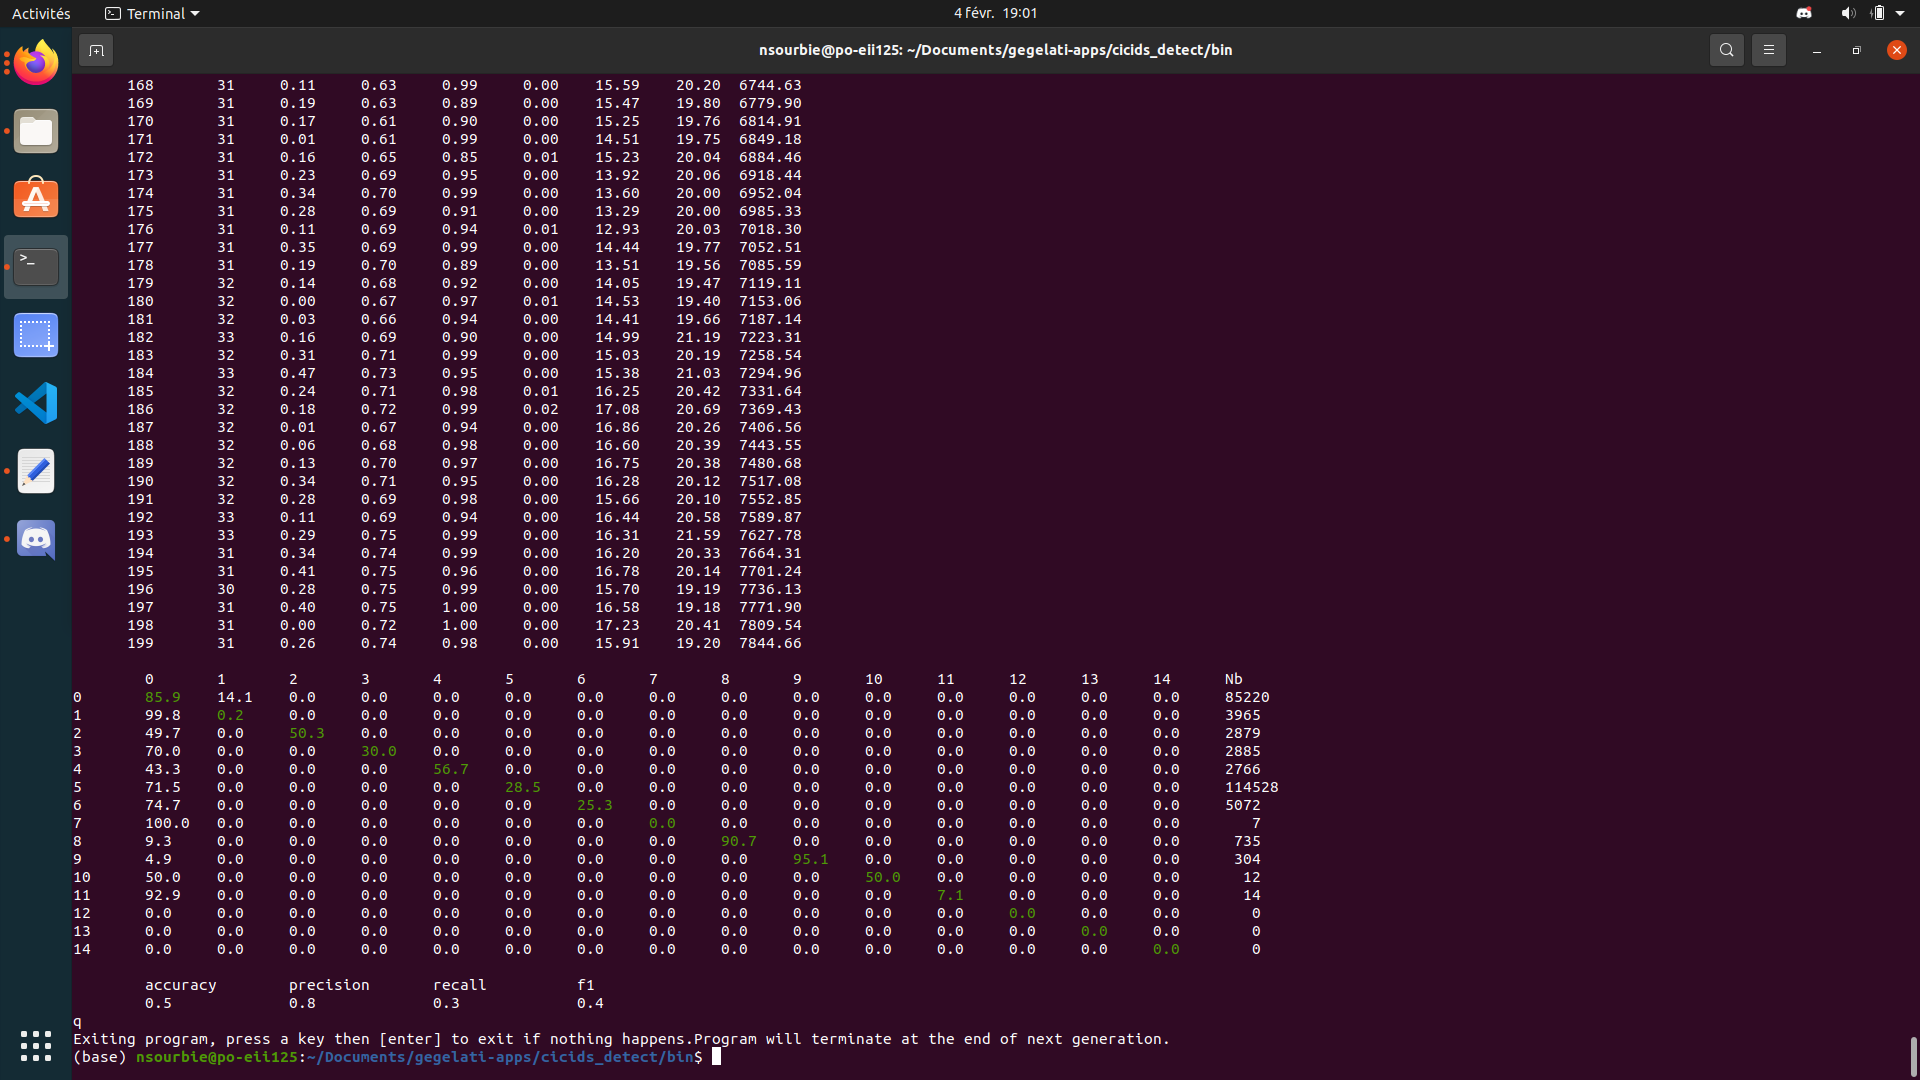 Activités Terminal 4 févr. 19:01
nsourbie@po-eii125: ~/Documents/gegelati-apps/cicids_detect/bin
168 31 0.11 0.63 0.99 0.00 15.59 20.20 6744.63
169 31 0.19 0.63 0.89 0.00 15.47 19.80 6779.90
170 31 0.17 0.61 0.90 0.00 15.25 19.76 6814.91
171 31 0.01 0.61 0.99 0.00 14.51 19.75 6849.18
172 31 0.16 0.65 0.85 0.01 15.23 20.04 6884.46
173 31 0.23 0.69 0.95 0.00 13.92 20.06 6918.44
174 31 0.34 0.70 0.99 0.00 13.60 20.00 6952.04
175 31 0.28 0.69 0.91 0.00 13.29 20.00 6985.33
176 31 0.11 0.69 0.94 0.01 12.93 20.03 7018.30
177 31 0.35 0.69 0.99 0.00 14.44 19.77 7052.51
178 31 0.19 0.70 0.89 0.00 13.51 19.56 7085.59
179 32 0.14 0.68 0.92 0.00 14.05 19.47 7119.11
180 32 0.00 0.67 0.97 0.01 14.53 19.40 7153.06
181 32 0.03 0.66 0.94 0.00 14.41 19.66 7187.14
182 33 0.16 0.69 0.90 0.00 14.99 21.19 7223.31
183 32 0.31 0.71 0.99 0.00 15.03 20.19 7258.54
184 33 0.47 0.73 0.95 0.00 15.38 21.03 7294.96
185 32 0.24 0.71 0.98 0.01 16.25 20.42 7331.64
186 32 0.18 0.72 0.99 0.02 17.08 20.69 7369.43
187 32 0.01 0.67 0.94 0.00 16.86 20.26 7406.56
188 32 0.06 0.68 0.98 0.00 16.60 20.39 7443.55
189 32 0.13 0.70 0.97 0.00 16.75 20.38 7480.68
190 32 0.34 0.71 0.95 0.00 16.28 20.12 7517.08
191 32 0.28 0.69 0.98 0.00 15.66 20.10 7552.85
192 33 0.11 0.69 0.94 0.00 16.44 20.58 7589.87
193 33 0.29 0.75 0.99 0.00 16.31 21.59 7627.78
194 31 0.34 0.74 0.99 0.00 16.20 20.33 7664.31
195 31 0.41 0.75 0.96 0.00 16.78 20.14 7701.24
196 30 0.28 0.75 0.99 0.00 15.70 19.19 7736.13
197 31 0.40 0.75 1.00 0.00 16.58 19.18 7771.90
198 31 0.00 0.72 1.00 0.00 17.23 20.41 7809.54
199 31 0.26 0.74 0.98 0.00 15.91 19.20 7844.66
0 1 2 3 4 5 6 7 8 9 10 11 12 13 14 Nb
0 85.9 14.1 0.0 0.0 0.0 0.0 0.0 0.0 0.0 0.0 0.0 0.0 0.0 0.0 0.0 85220
1 99.8 0.2 0.0 0.0 0.0 0.0 0.0 0.0 0.0 0.0 0.0 0.0 0.0 0.0 0.0 3965
2 49.7 0.0 50.3 0.0 0.0 0.0 0.0 0.0 0.0 0.0 0.0 0.0 0.0 0.0 0.0 2879
3 70.0 0.0 0.0 30.0 0.0 0.0 0.0 0.0 0.0 0.0 0.0 0.0 0.0 0.0 0.0 2885
4 43.3 0.0 0.0 0.0 56.7 0.0 0.0 0.0 0.0 0.0 0.0 0.0 0.0 0.0 0.0 2766
5 71.5 0.0 0.0 0.0 0.0 28.5 0.0 0.0 0.0 0.0 0.0 0.0 0.0 0.0 0.0 114528
6 74.7 0.0 0.0 0.0 0.0 0.0 25.3 0.0 0.0 0.0 0.0 0.0 0.0 0.0 0.0 5072
7 100.0 0.0 0.0 0.0 0.0 0.0 0.0 0.0 0.0 0.0 0.0 0.0 0.0 0.0 0.0 7
8 9.3 0.0 0.0 0.0 0.0 0.0 0.0 0.0 90.7 0.0 0.0 0.0 0.0 0.0 0.0 735
9 4.9 0.0 0.0 0.0 0.0 0.0 0.0 0.0 0.0 95.1 0.0 0.0 0.0 0.0 0.0 304
10 50.0 0.0 0.0 0.0 0.0 0.0 0.0 0.0 0.0 0.0 50.0 0.0 0.0 0.0 0.0 12
11 92.9 0.0 0.0 0.0 0.0 0.0 0.0 0.0 0.0 0.0 0.0 7.1 0.0 0.0 0.0 14
12 0.0 0.0 0.0 0.0 0.0 0.0 0.0 0.0 0.0 0.0 0.0 0.0 0.0 0.0 0.0 0
13 0.0 0.0 0.0 0.0 0.0 0.0 0.0 0.0 0.0 0.0 0.0 0.0 0.0 0.0 0.0 0
14 0.0 0.0 0.0 0.0 0.0 0.0 0.0 0.0 0.0 0.0 0.0 0.0 0.0 0.0 0.0 0
accuracy precision recall f1
0.5 0.8 0.3 0.4
q
Exiting program, press a key then [enter] to exit if nothing happens.Program will terminate at the end of next generation.
(base) nsourbie@po-eii125:~/Documents/gegelati-apps/cicids_detect/bin$